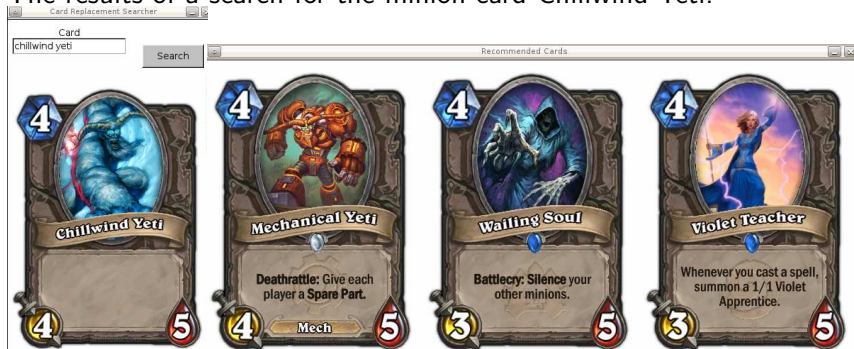 The results of a search for the minion card Chillwind Yeti.
Card Replacement Searcher
Card
chillwind yeti
Search
Recommended Cards
4
Chillwind Yeti
4
5
4
Mechanical Yeti
Deathrattle: Give each
player a Spare Part.
4
Mech
5
4
Wailing Soul
Battlecry: Silence your
other minions.
3
5
4
Violet Teacher
Whenever you cast a spell,
summon a 1/1 Violet
Apprentice.
3
5